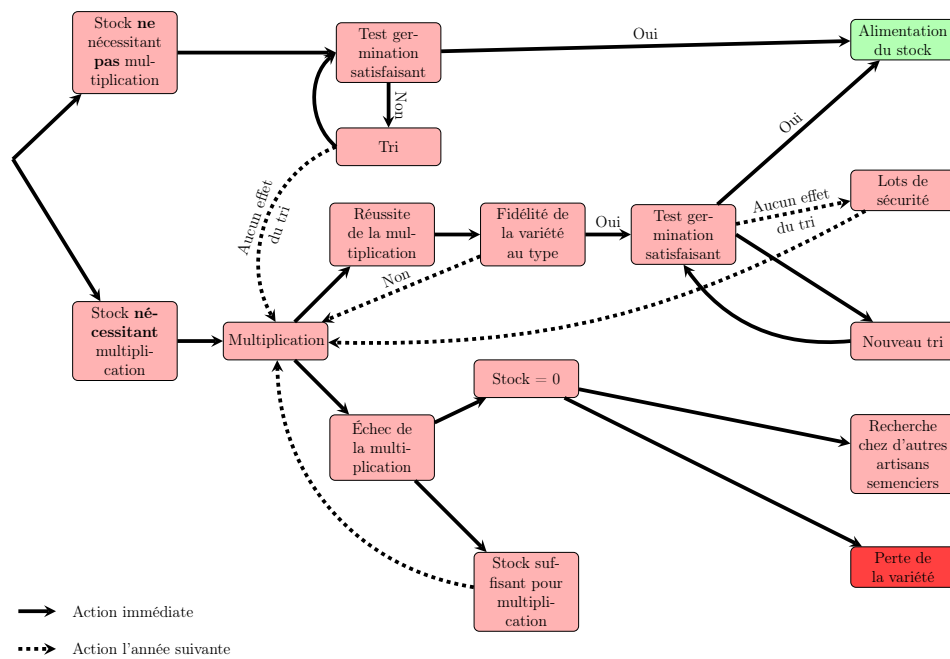 Stock ne
nécessitant
pas mul-
tiplication
Test ger-
mination
satisfaisant
Oui
Alimentation
du stock
Non
Tri
Oui
Aucun effet
du tri
Réussite
de la mul-
tiplication
Fidélité de
la variété
au type
Oui
Test ger-
mination
satisfaisant
Aucun effet
du tri
Lots de
sécurité
Non
Stock né-
cessitant
multipli-
cation
Multiplication
Nouveau tri
Stock = 0
Échec de
la multi-
plication
Recherche
chez d'autres
artisans
semenciers
Stock suf-
fisant pour
multipli-
cation
Perte de
la variété
Action immédiate
Action l'année suivante